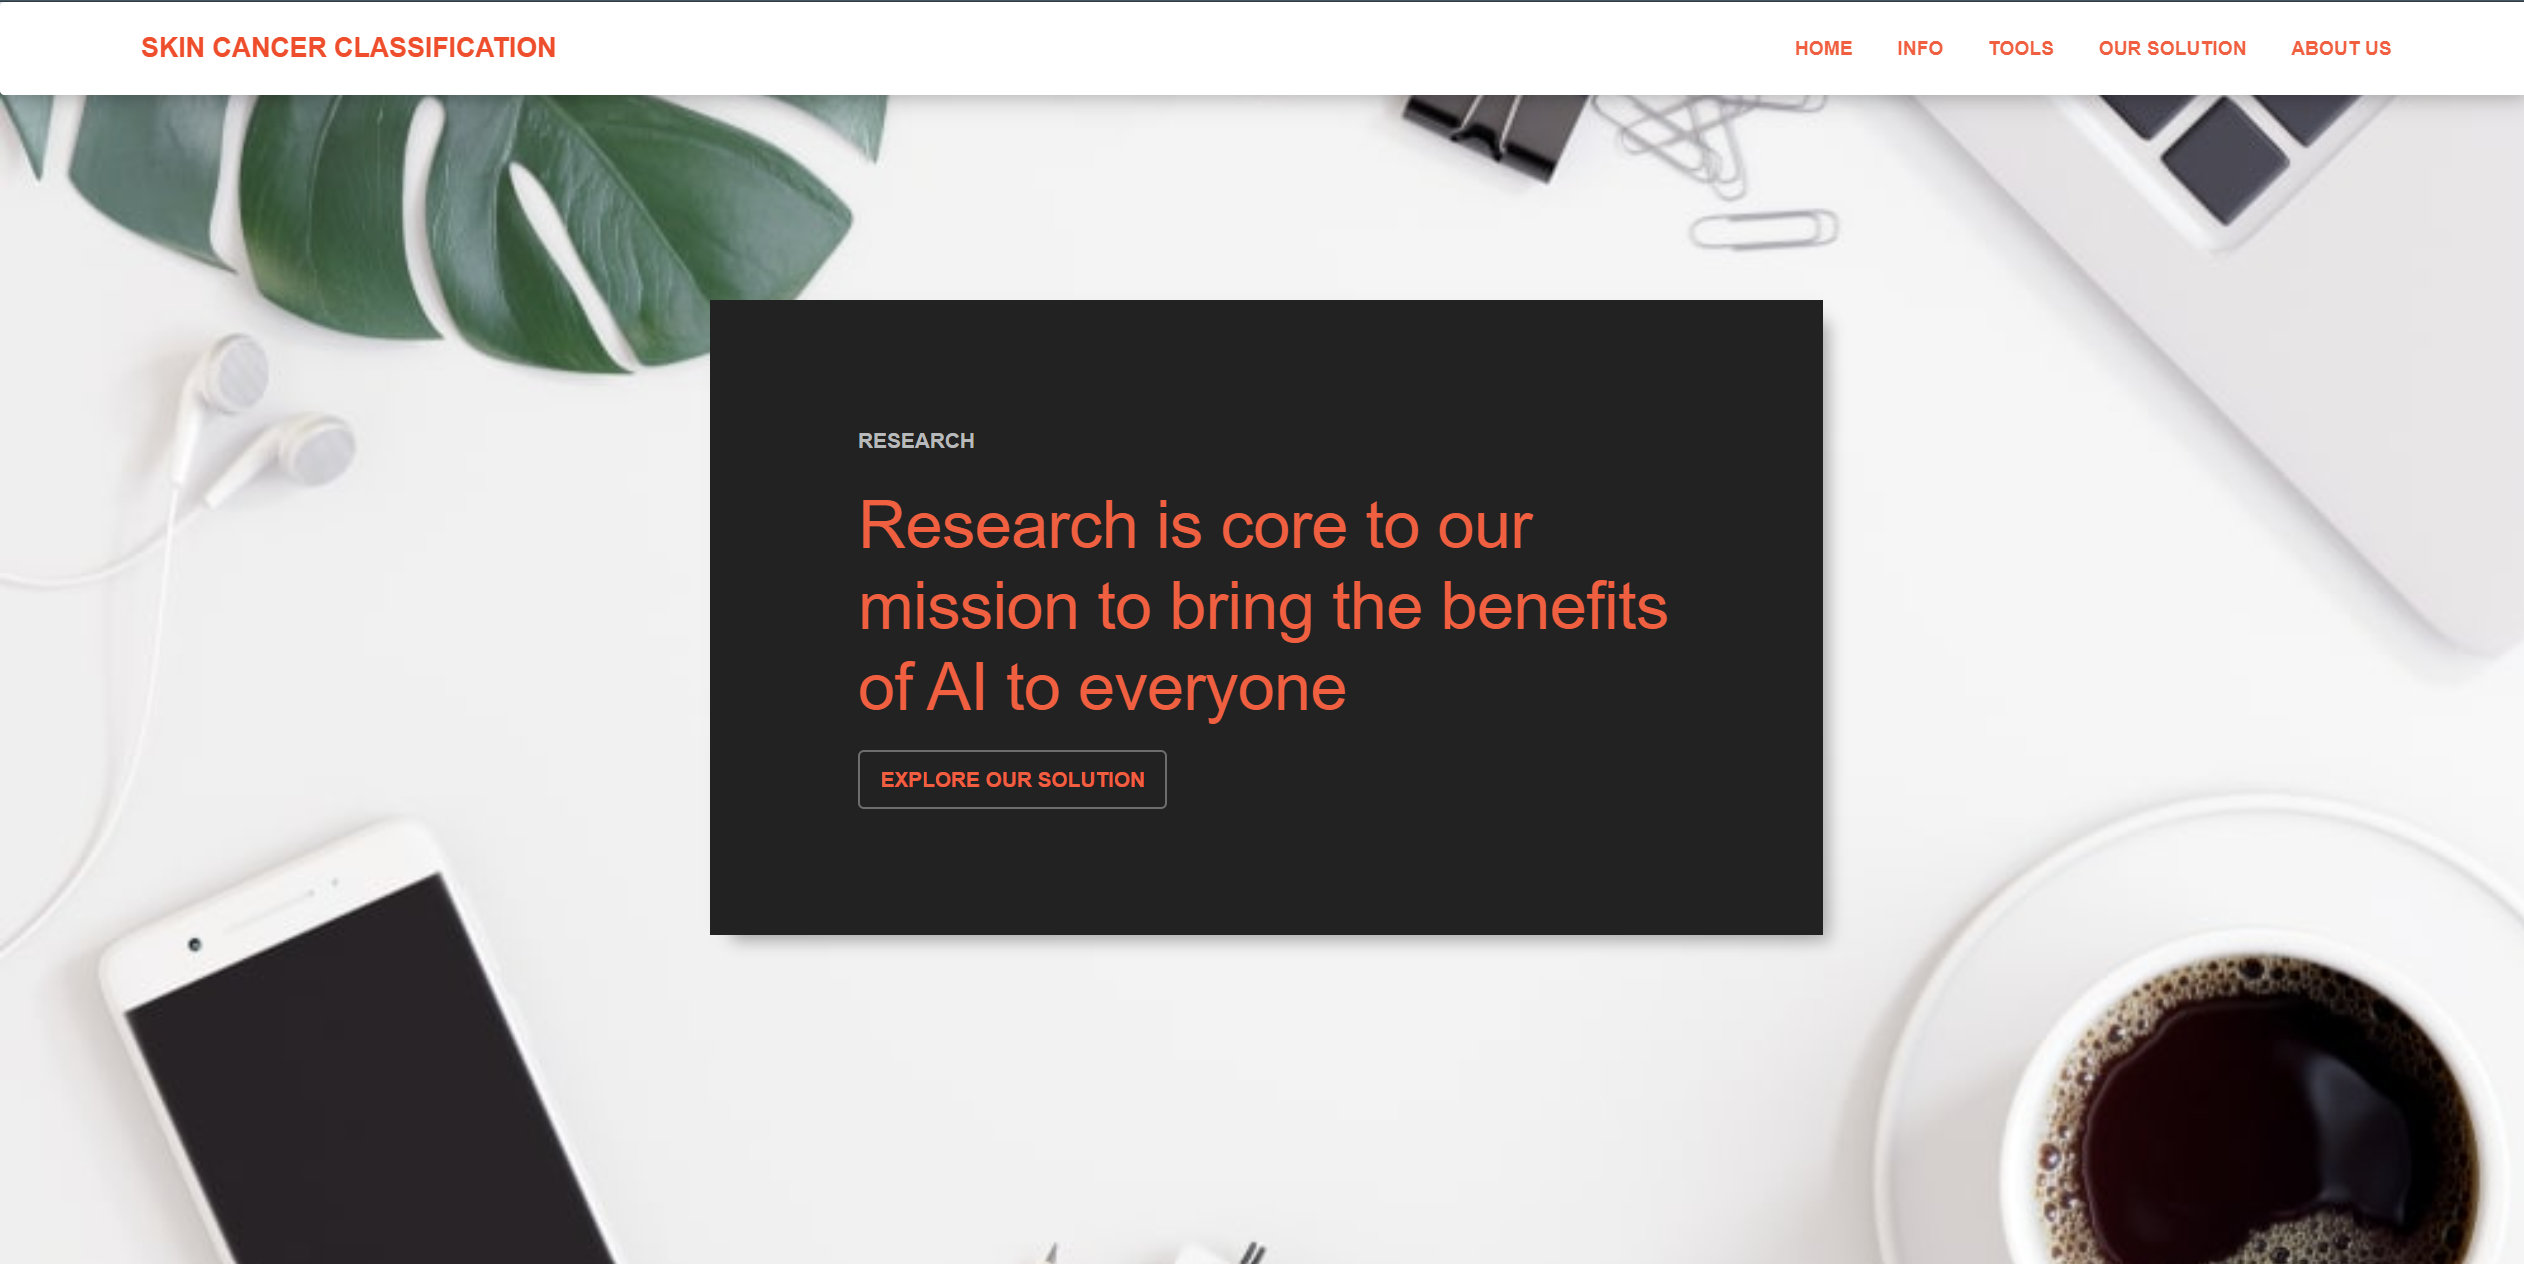 SKIN CANCER CLASSIFICATION
HOME INFO TOOLS OUR SOLUTION ABOUT US
RESEARCH
Research is core to our
mission to bring the benefits
of AI to everyone
EXPLORE OUR SOLUTION